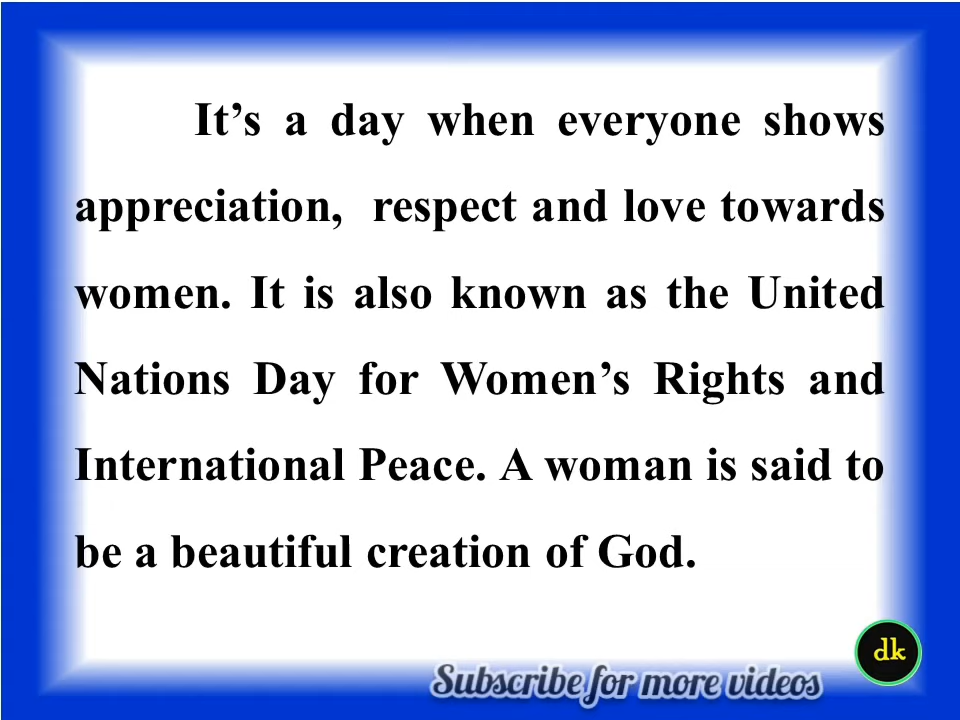 It’s a day when everyone shows
appreciation, respect and love towards
women. It is also known as the United
Nations Day for Women’s Rights and
International Peace. A woman is said to
be a beautiful creation of God.
dk
Subscribe for more videos